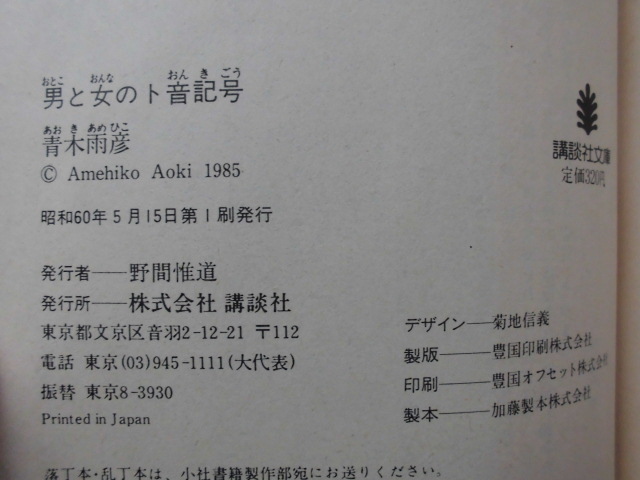 おとこ おんな おん き ごう
男と女のト音記号
あお き あめ ひこ
青木雨彦
© Amehiko Aoki 1985
講談社文庫
定価320円
昭和60年5月15日第1刷発行
発行者——野間惟道
発行所——株式会社 講談社
東京都文京区音羽2-12-21 〒112
電話 東京(03)945-1111(大代表)
振替 東京8-3930
Printed in Japan
デザイン——菊地信義
製版———豊国印刷株式会社
印刷———豊国オフセット株式会社
製本———加藤製本株式会社
落丁本・乱丁本は、小社書籍製作部宛にお送りください。